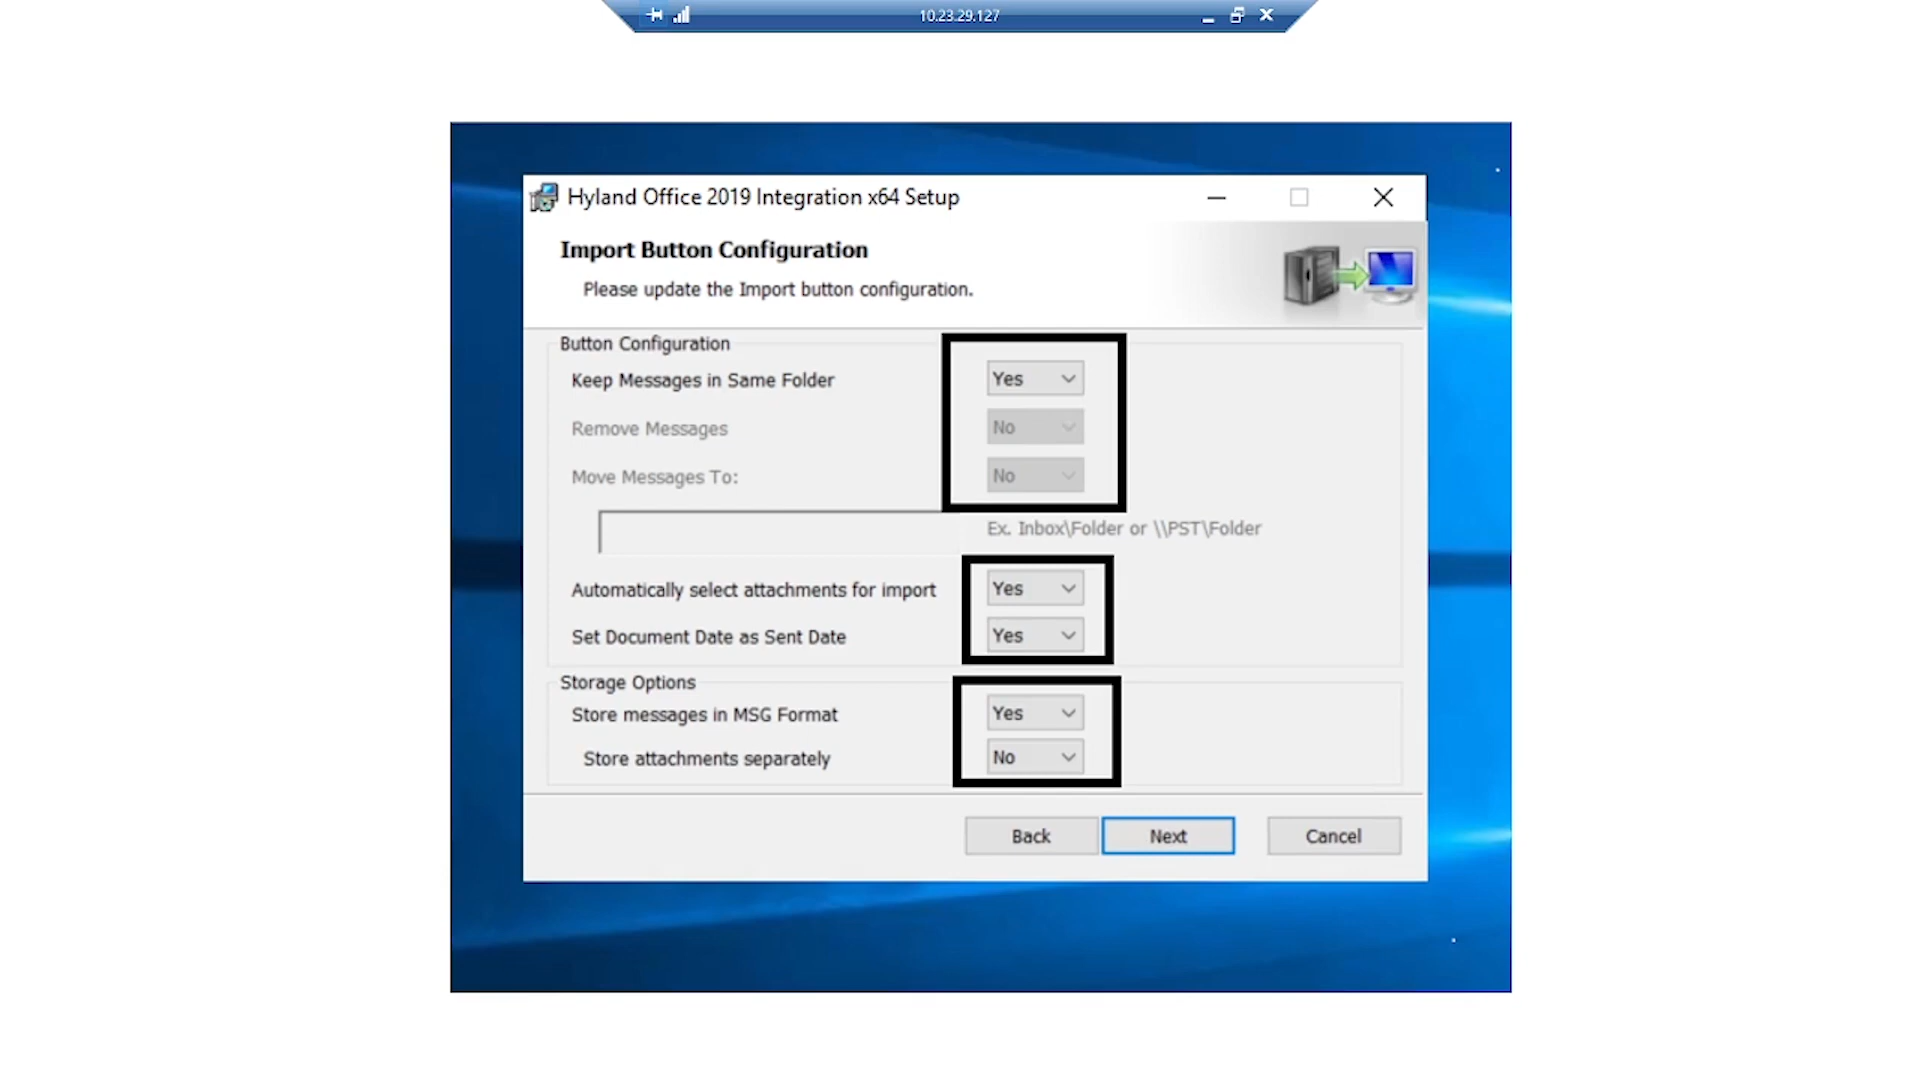 10.23.29.127
Hyland Office 2019 Integration x64 Setup
Import Button Configuration
Please update the Import button configuration.
Button Configuration
Keep Messages in Same Folder Yes
Remove Messages No
Move Messages To: No
Ex. Inbox\Folder or \\PST\Folder
Automatically select attachments for import Yes
Set Document Date as Sent Date Yes
Storage Options
Store messages in MSG Format Yes
Store attachments separately No
Back Next Cancel